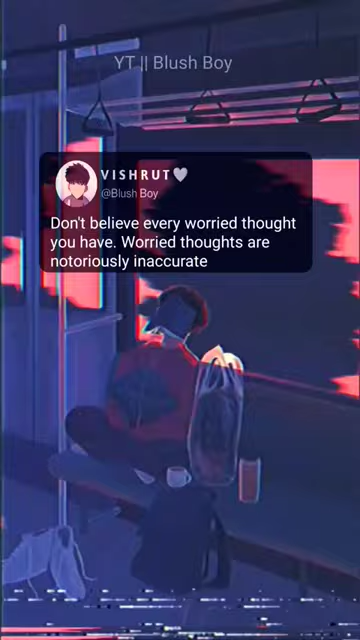 YT || Blush Boy
VISHRUT🤍
@Blush Boy
Don't believe every worried thought
you have. Worried thoughts are
notoriously inaccurate